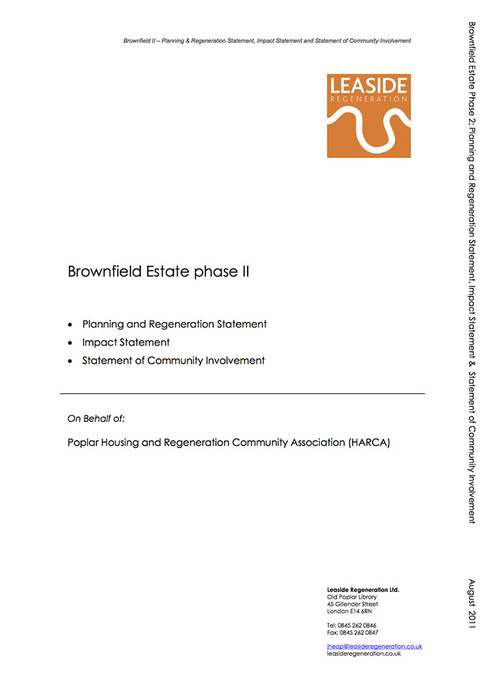 Brownfield II – Planning & Regeneration Statement, Impact Statement and Statement of Community Involvement
LEASIDE
REGENERATION
Brownfield Estate phase II
• Planning and Regeneration Statement
• Impact Statement
• Statement of Community Involvement
On Behalf of:
Poplar Housing and Regeneration Community Association (HARCA)
Leaside Regeneration Ltd.
Old Poplar Library
45 Gillender Street
London E14 6RN
Tel: 0845 262 0846
Fax: 0845 262 0847
jheap@leasideregeneration.co.uk
leasideregeneration.co.uk
Brownfield Estate Phase 2: Planning and Regeneration Statement, Impact Statement & Statement of Community Involvement August 2011